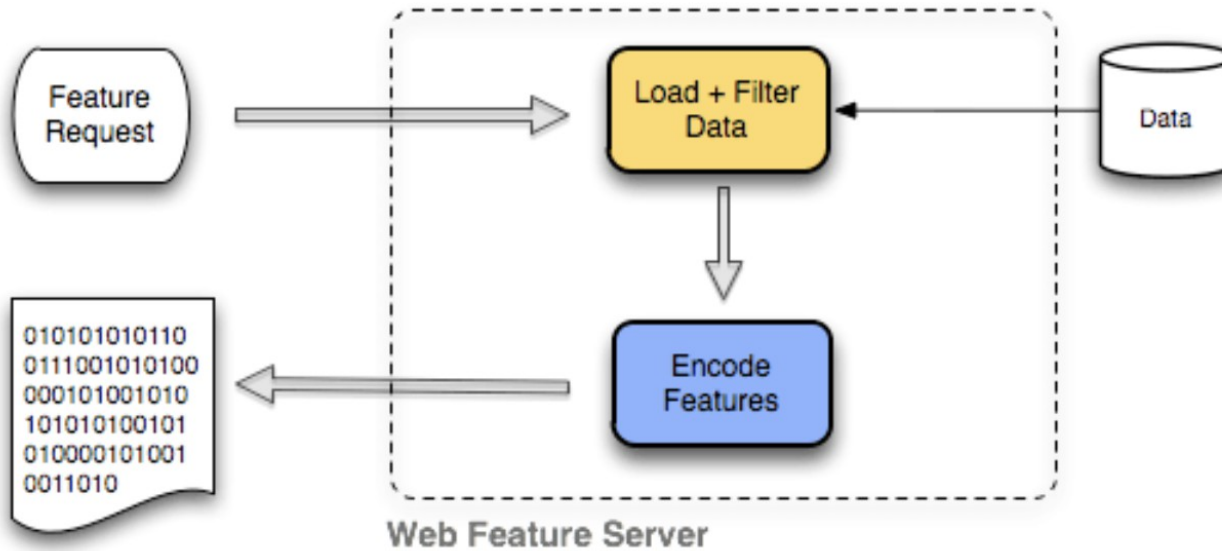 Feature
Request
Load + Filter
Data
Data
010101010110
0111001010100
000101001010
101010100101
010000101001
0011010
Encode
Features
Web Feature Server